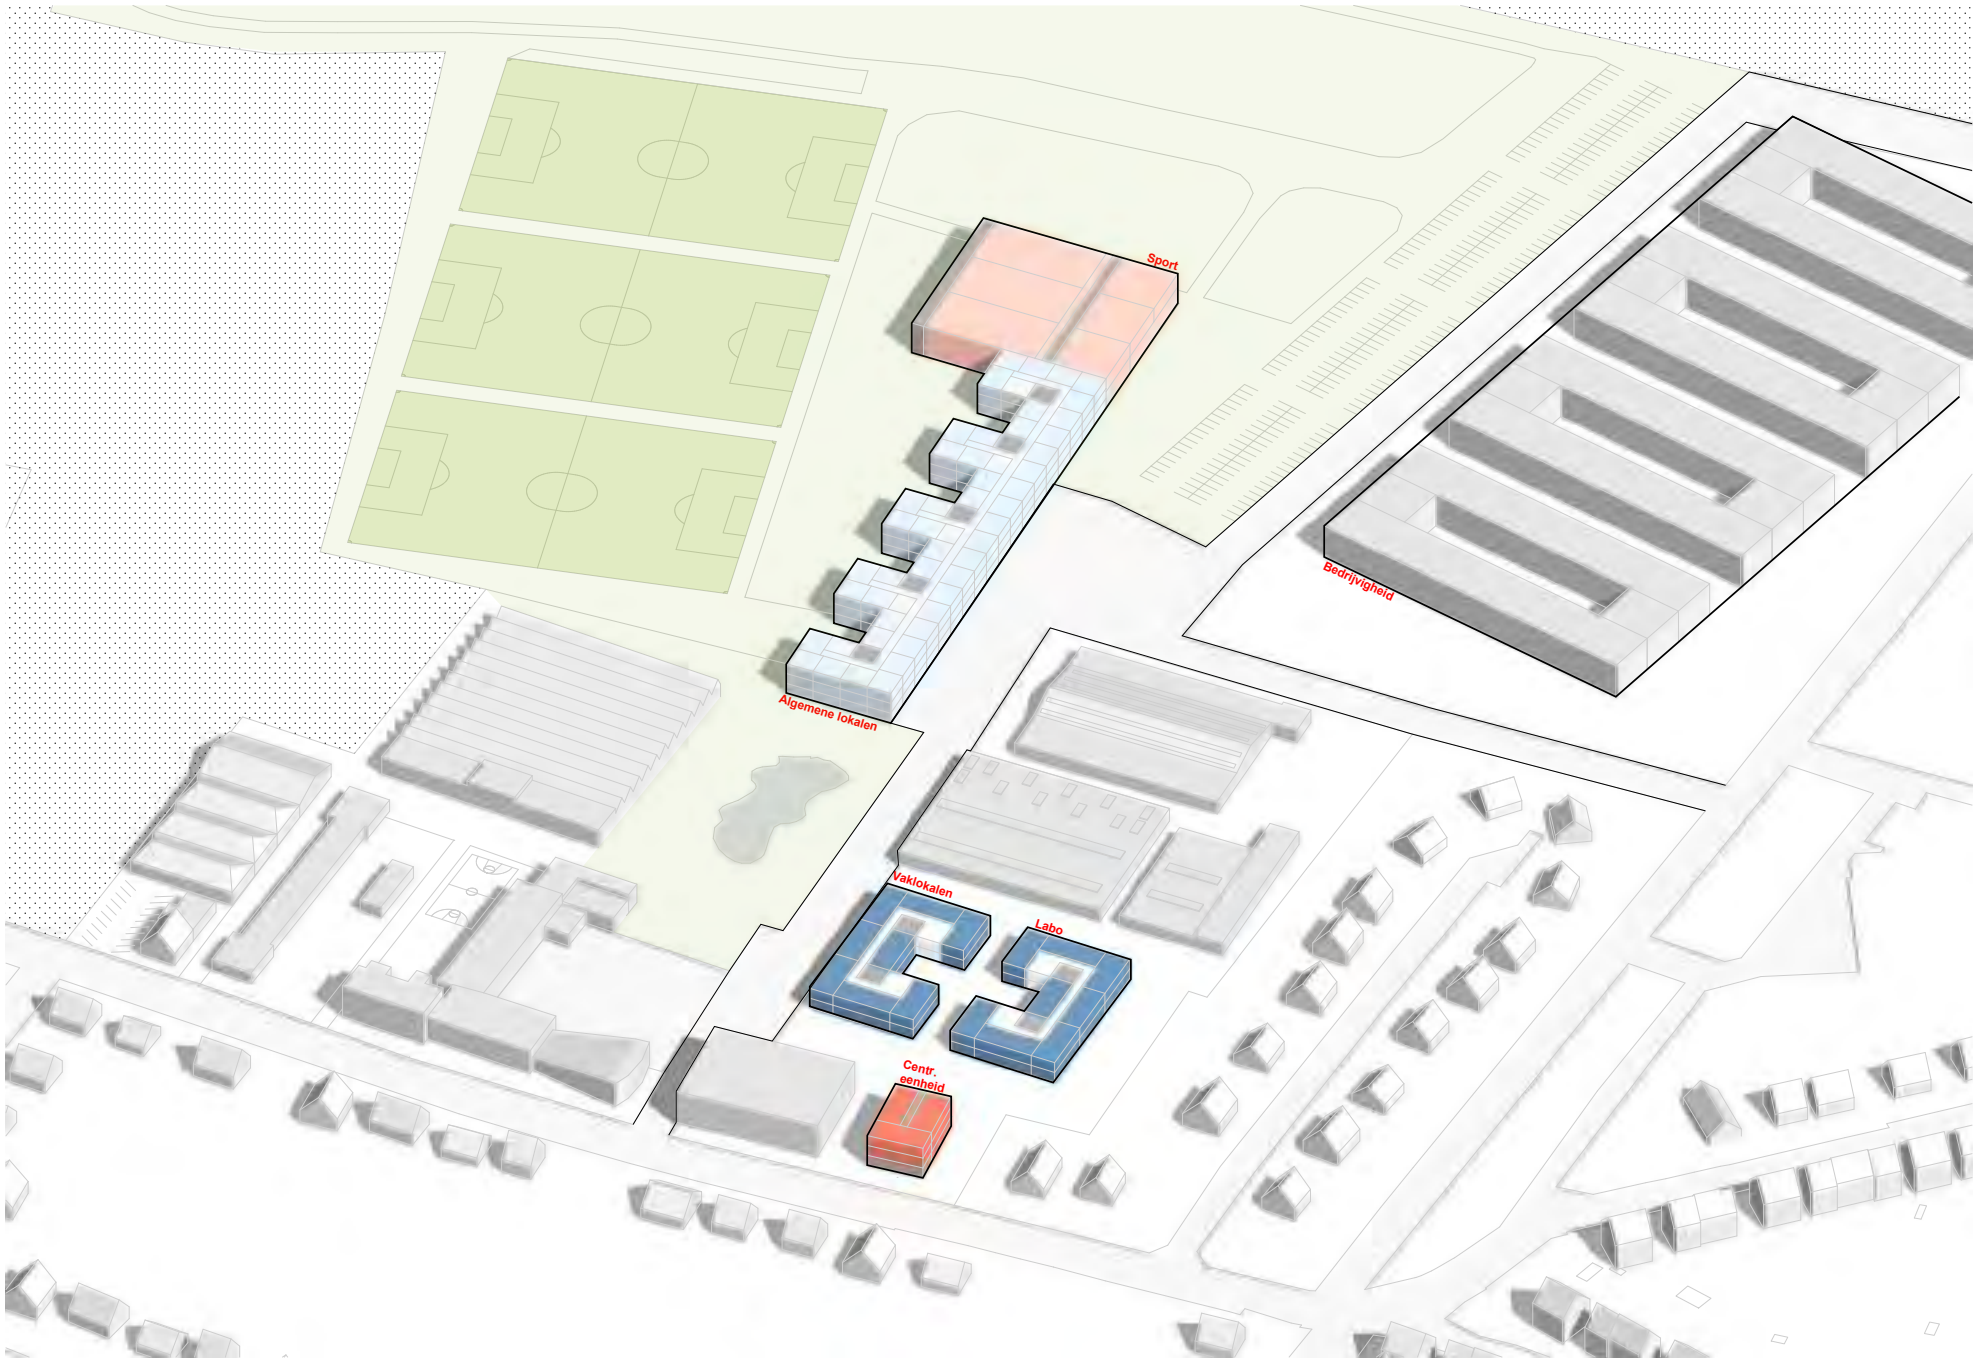 Sport
Bedrijvigheid
Algemene lokalen
Vaklokalen
Labo
Centr.
eenheid